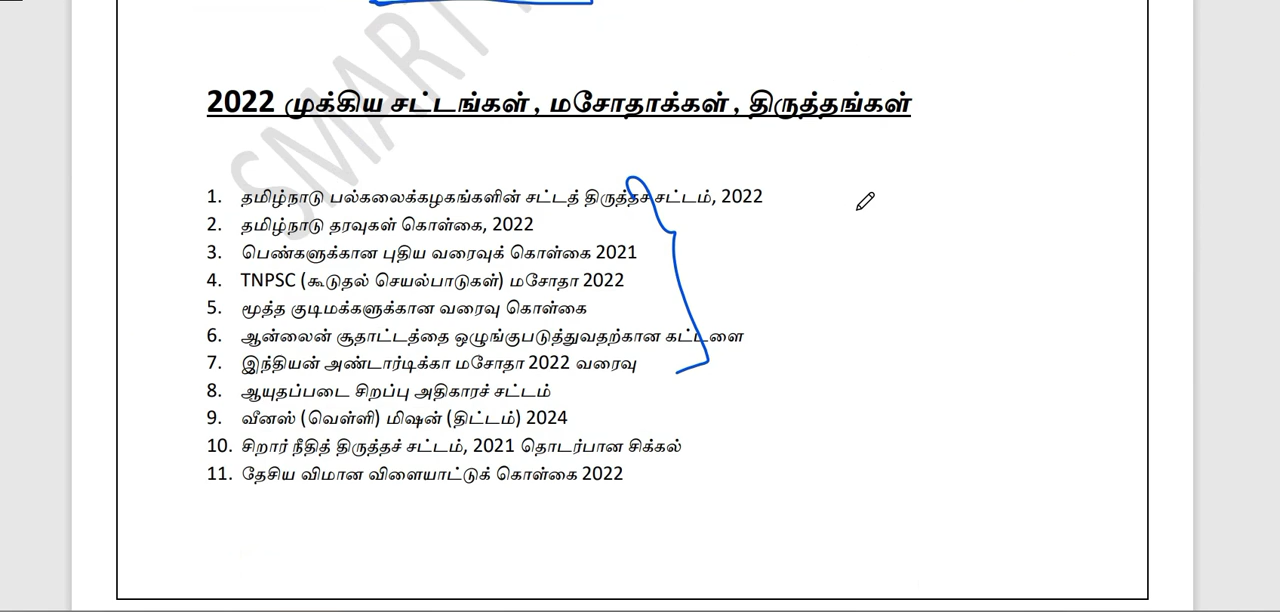 SMART
2022 முக்கிய சட்டங்கள், மசோதாக்கள், திருத்தங்கள்
1. தமிழ்நாடு பல்கலைக்கழகங்களின் சட்டத் திருத்தச் சட்டம், 2022
2. தமிழ்நாடு தரவுகள் கொள்கை, 2022
3. பெண்களுக்கான புதிய வரைவுக் கொள்கை 2021
4. TNPSC (கூடுதல் செயல்பாடுகள்) மசோதா 2022
5. மூத்த குடிமக்களுக்கான வரைவு கொள்கை
6. ஆன்லைன் சூதாட்டத்தை ஒழுங்குபடுத்துவதற்கான கட்டளை
7. இந்தியன் அண்டார்டிக்கா மசோதா 2022 வரைவு
8. ஆயுதப்படை சிறப்பு அதிகாரச் சட்டம்
9. வீனஸ் (வெள்ளி) மிஷன் (திட்டம்) 2024
10. சிறார் நீதித் திருத்தச் சட்டம், 2021 தொடர்பான சிக்கல்
11. தேசிய விமான விளையாட்டுக் கொள்கை 2022